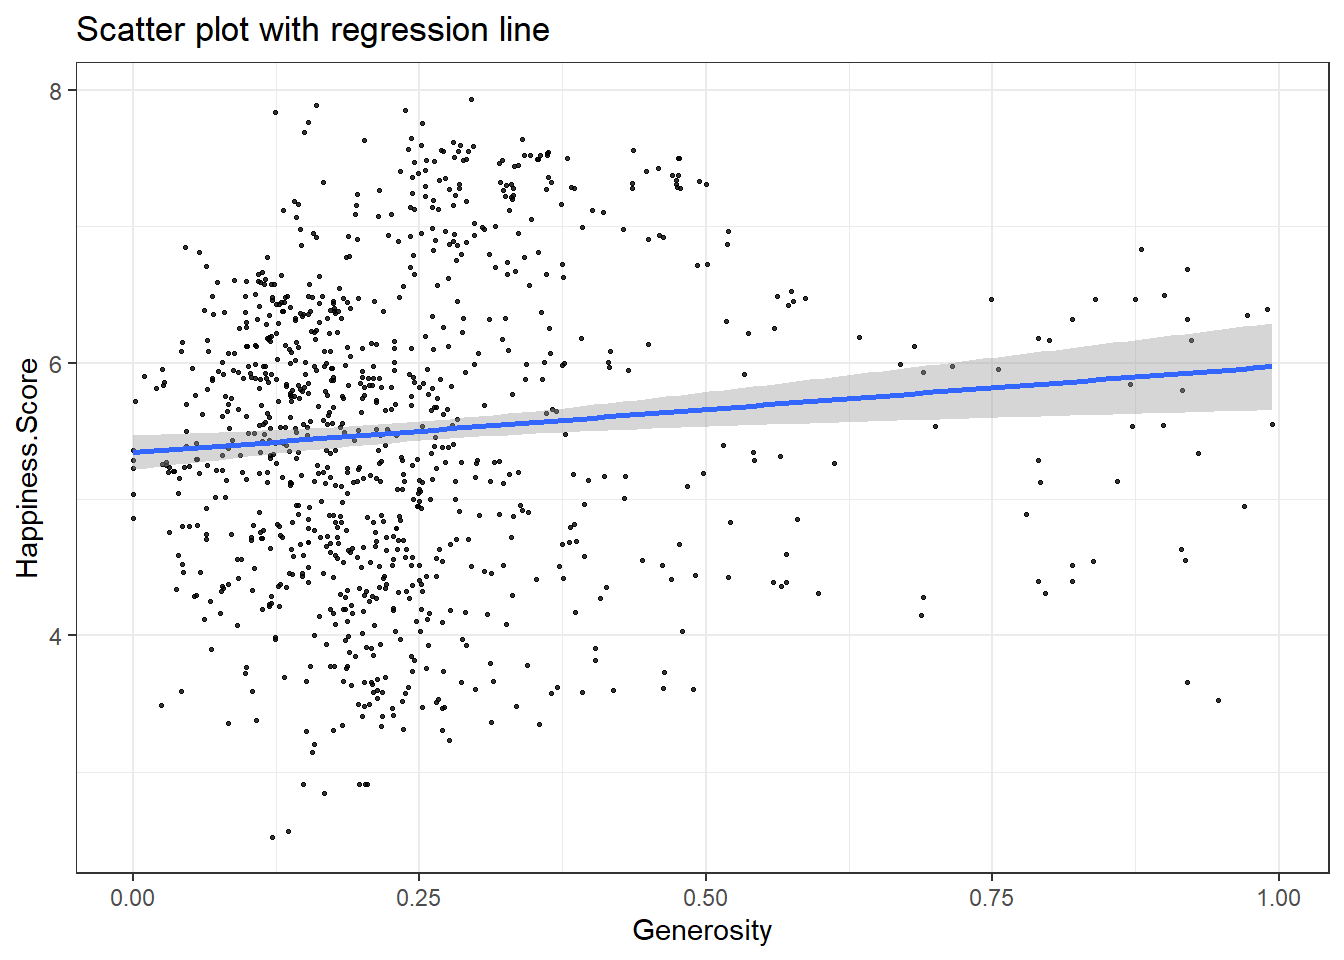 Scatter plot with regression line
8
6
4
Happiness.Score
0.00 0.25 0.50 0.75 1.00
Generosity